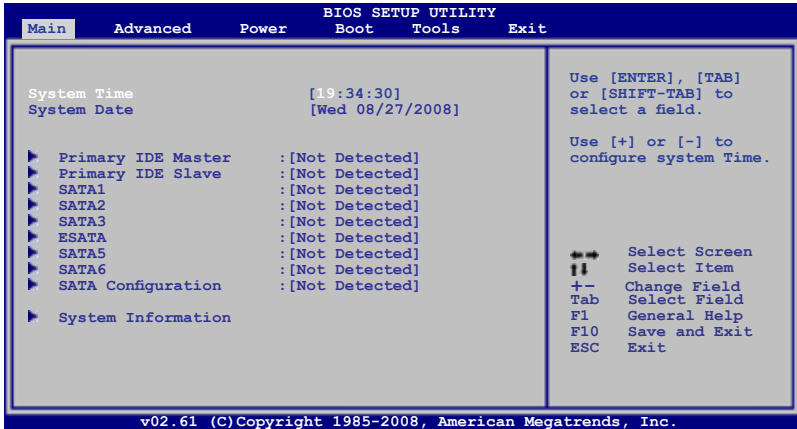 BIOS SETUP UTILITY
Main Advanced Power Boot Tools Exit
System Time [19:34:30]
System Date [Wed 08/27/2008]
Primary IDE Master :[Not Detected]
Primary IDE Slave :[Not Detected]
SATA1 :[Not Detected]
SATA2 :[Not Detected]
SATA3 :[Not Detected]
ESATA :[Not Detected]
SATA5 :[Not Detected]
SATA6 :[Not Detected]
SATA Configuration :[Not Detected]
System Information
Use [ENTER], [TAB]
or [SHIFT-TAB] to
select a field.
Use [+] or [-] to
configure system Time.
←→ Select Screen
↑↓ Select Item
+- Change Field
Tab Select Field
F1 General Help
F10 Save and Exit
ESC Exit
v02.61 (C)Copyright 1985-2008, American Megatrends, Inc.